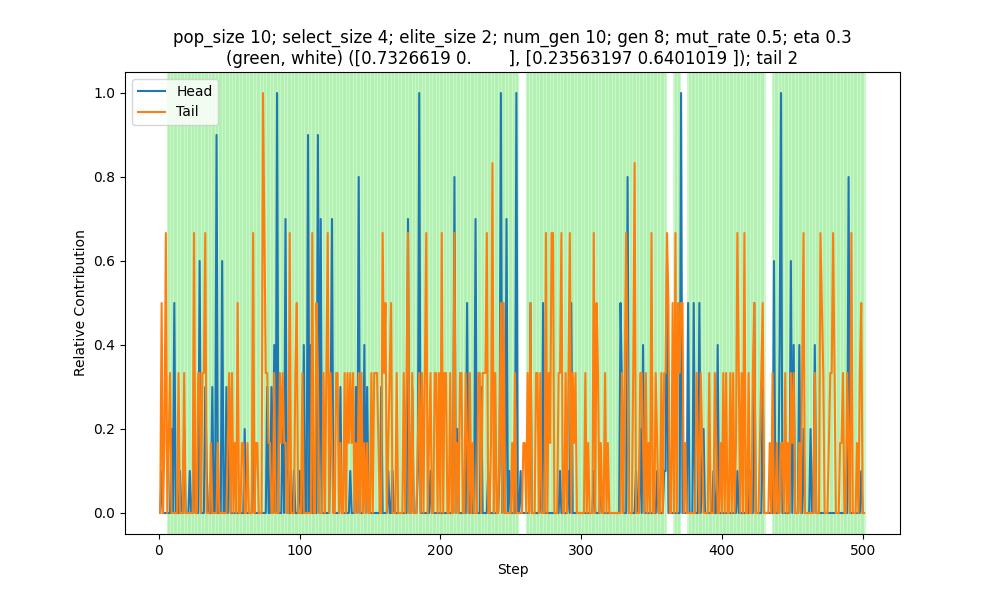 pop_size 10; select_size 4; elite_size 2; num_gen 10; gen 8; mut_rate 0.5; eta 0.3
(green, white) ([0.7326619 0.       ], [0.23563197 0.6401019 ]); tail 2
Head
Tail
1.0
0.8
0.6
0.4
0.2
0.0
Relative Contribution
0 100 200 300 400 500
Step